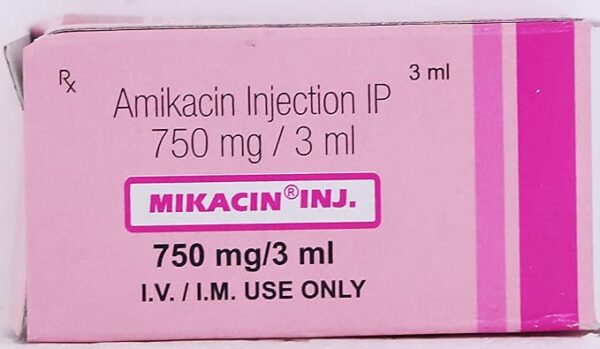 Rx
3 ml
Amikacin Injection IP
750 mg / 3 ml
MIKACIN® INJ.
750 mg/3 ml
I.V. / I.M. USE ONLY